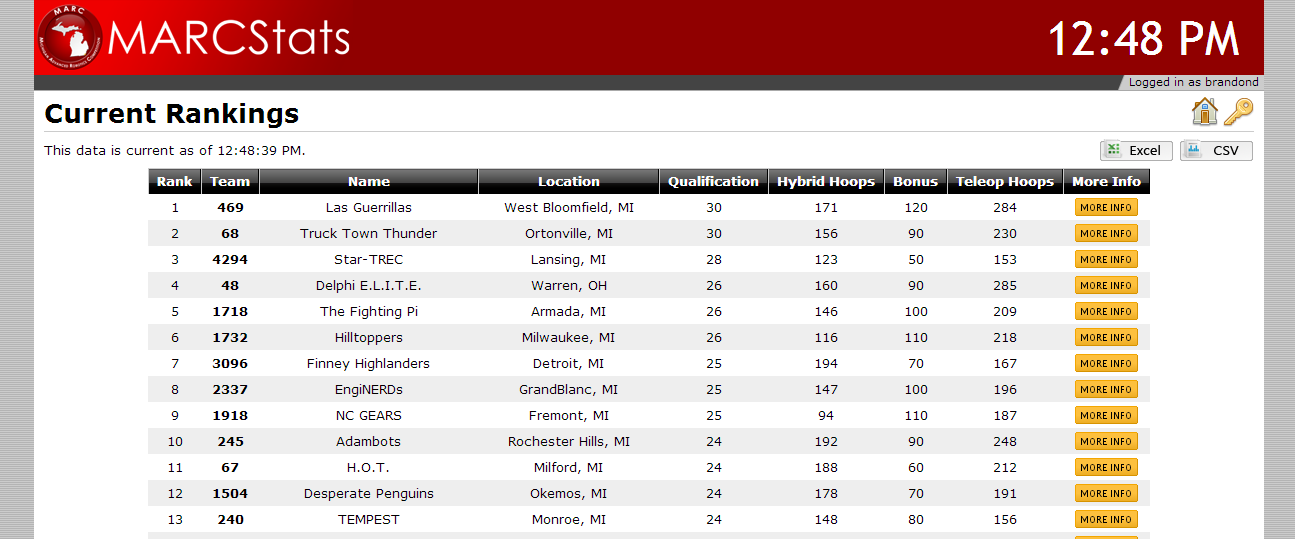 MARC
MARCStats
12:48 PM
Logged in as brandond
Current Rankings
This data is current as of 12:48:39 PM.
Excel CSV
Rank Team Name Location Qualification Hybrid Hoops Bonus Teleop Hoops More Info
1 469 Las Guerrillas West Bloomfield, MI 30 171 120 284 MORE INFO
2 68 Truck Town Thunder Ortonville, MI 30 156 90 230 MORE INFO
3 4294 Star-TREC Lansing, MI 28 123 50 153 MORE INFO
4 48 Delphi E.L.I.T.E. Warren, OH 26 160 90 285 MORE INFO
5 1718 The Fighting Pi Armada, MI 26 146 100 209 MORE INFO
6 1732 Hilltoppers Milwaukee, MI 26 116 110 218 MORE INFO
7 3096 Finney Highlanders Detroit, MI 25 194 70 167 MORE INFO
8 2337 EngiNERDs GrandBlanc, MI 25 147 100 196 MORE INFO
9 1918 NC GEARS Fremont, MI 25 94 110 187 MORE INFO
10 245 Adambots Rochester Hills, MI 24 192 90 248 MORE INFO
11 67 H.O.T. Milford, MI 24 188 60 212 MORE INFO
12 1504 Desperate Penguins Okemos, MI 24 178 70 191 MORE INFO
13 240 TEMPEST Monroe, MI 24 148 80 156 MORE INFO